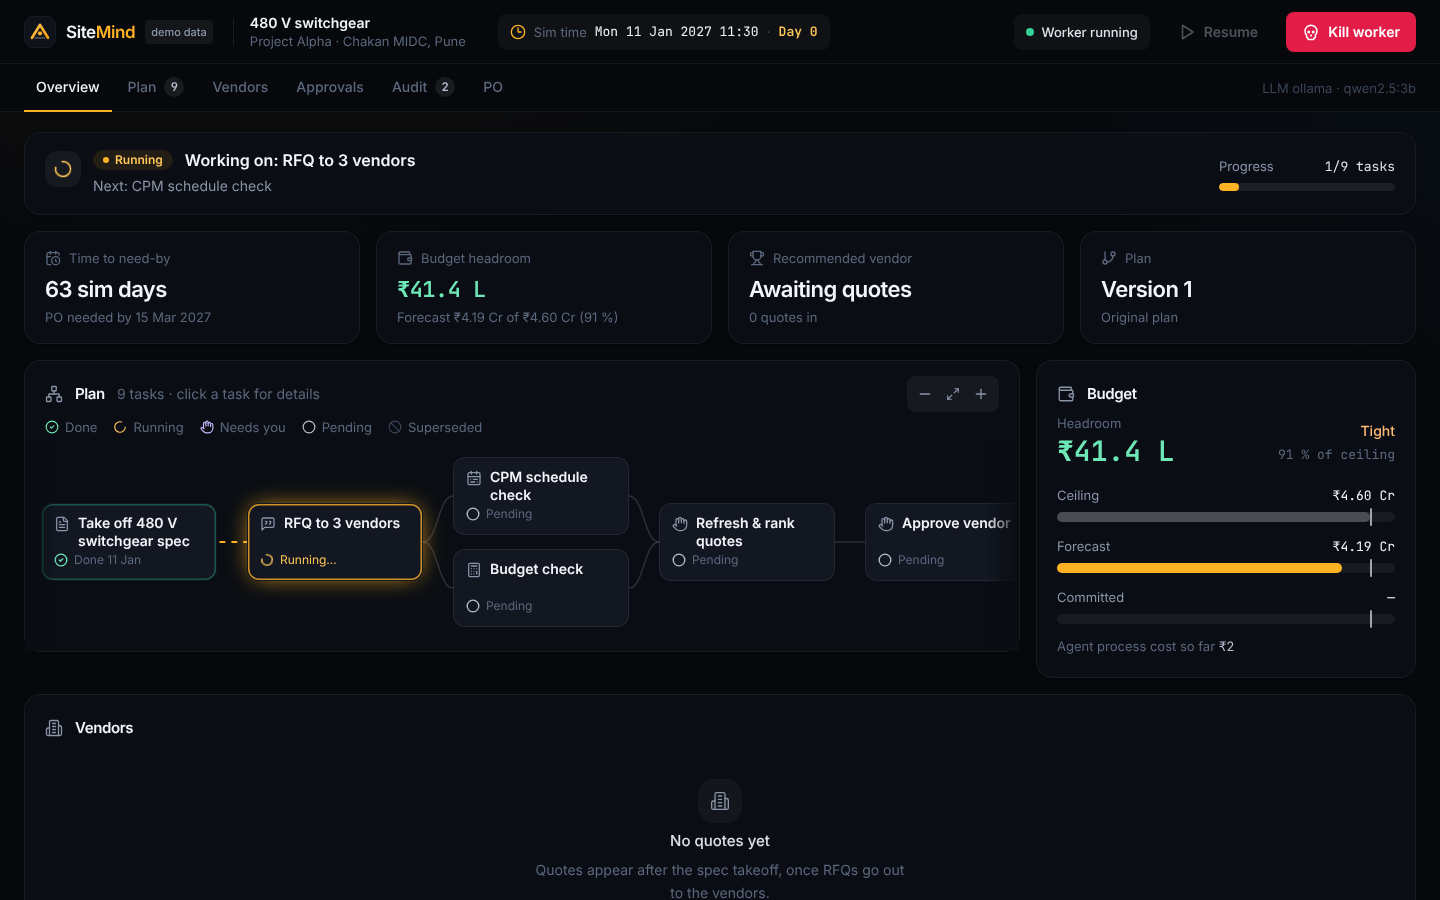 SiteMind demo data
480 V switchgear
Project Alpha · Chakan MIDC, Pune
Sim time Mon 11 Jan 2027 11:30 · Day 0
Worker running
Resume
Kill worker
Overview Plan 9 Vendors Approvals Audit 2 PO
LLM ollama · qwen2.5:3b
Running Working on: RFQ to 3 vendors
Next: CPM schedule check
Progress 1/9 tasks
Time to need-by
63 sim days
PO needed by 15 Mar 2027
Budget headroom
₹41.4 L
Forecast ₹4.19 Cr of ₹4.60 Cr (91 %)
Recommended vendor
Awaiting quotes
0 quotes in
Plan
Version 1
Original plan
Plan 9 tasks · click a task for details
Done Running Needs you Pending Superseded
Take off 480 V
switchgear spec
Done 11 Jan
RFQ to 3 vendors
Running…
CPM schedule
check
Pending
Budget check
Pending
Refresh & rank
quotes
Pending
Approve vendor
Pending
Budget
Headroom
₹41.4 L
Tight
91 % of ceiling
Ceiling ₹4.60 Cr
Forecast ₹4.19 Cr
Committed –
Agent process cost so far ₹2
Vendors
No quotes yet
Quotes appear after the spec takeoff, once RFQs go out
to the vendors.